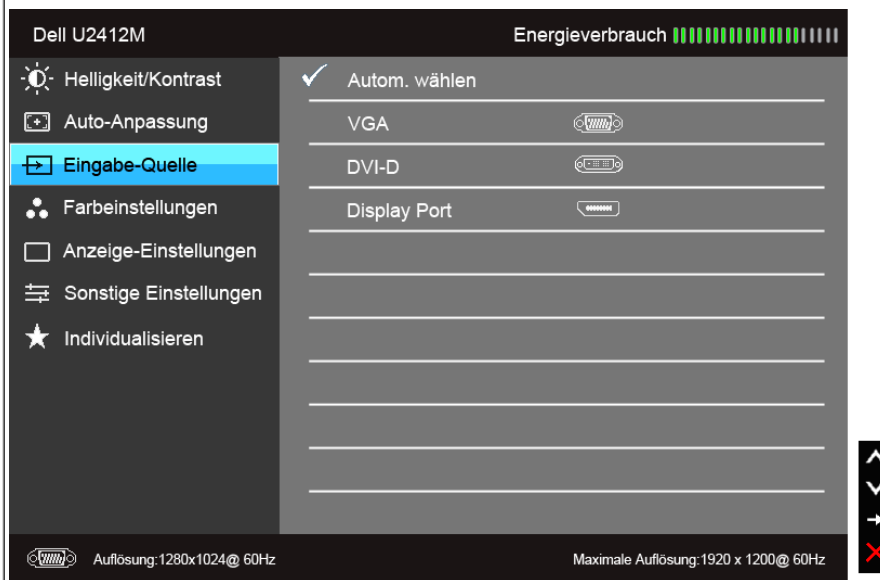 Dell U2412M
Energieverbrauch
Helligkeit/Kontrast
Auto-Anpassung
Eingabe-Quelle
Farbeinstellungen
Anzeige-Einstellungen
Sonstige Einstellungen
Individualisieren
Autom. wählen
VGA
DVI-D
Display Port
Auflösung:1280x1024@ 60Hz
Maximale Auflösung:1920 x 1200@ 60Hz